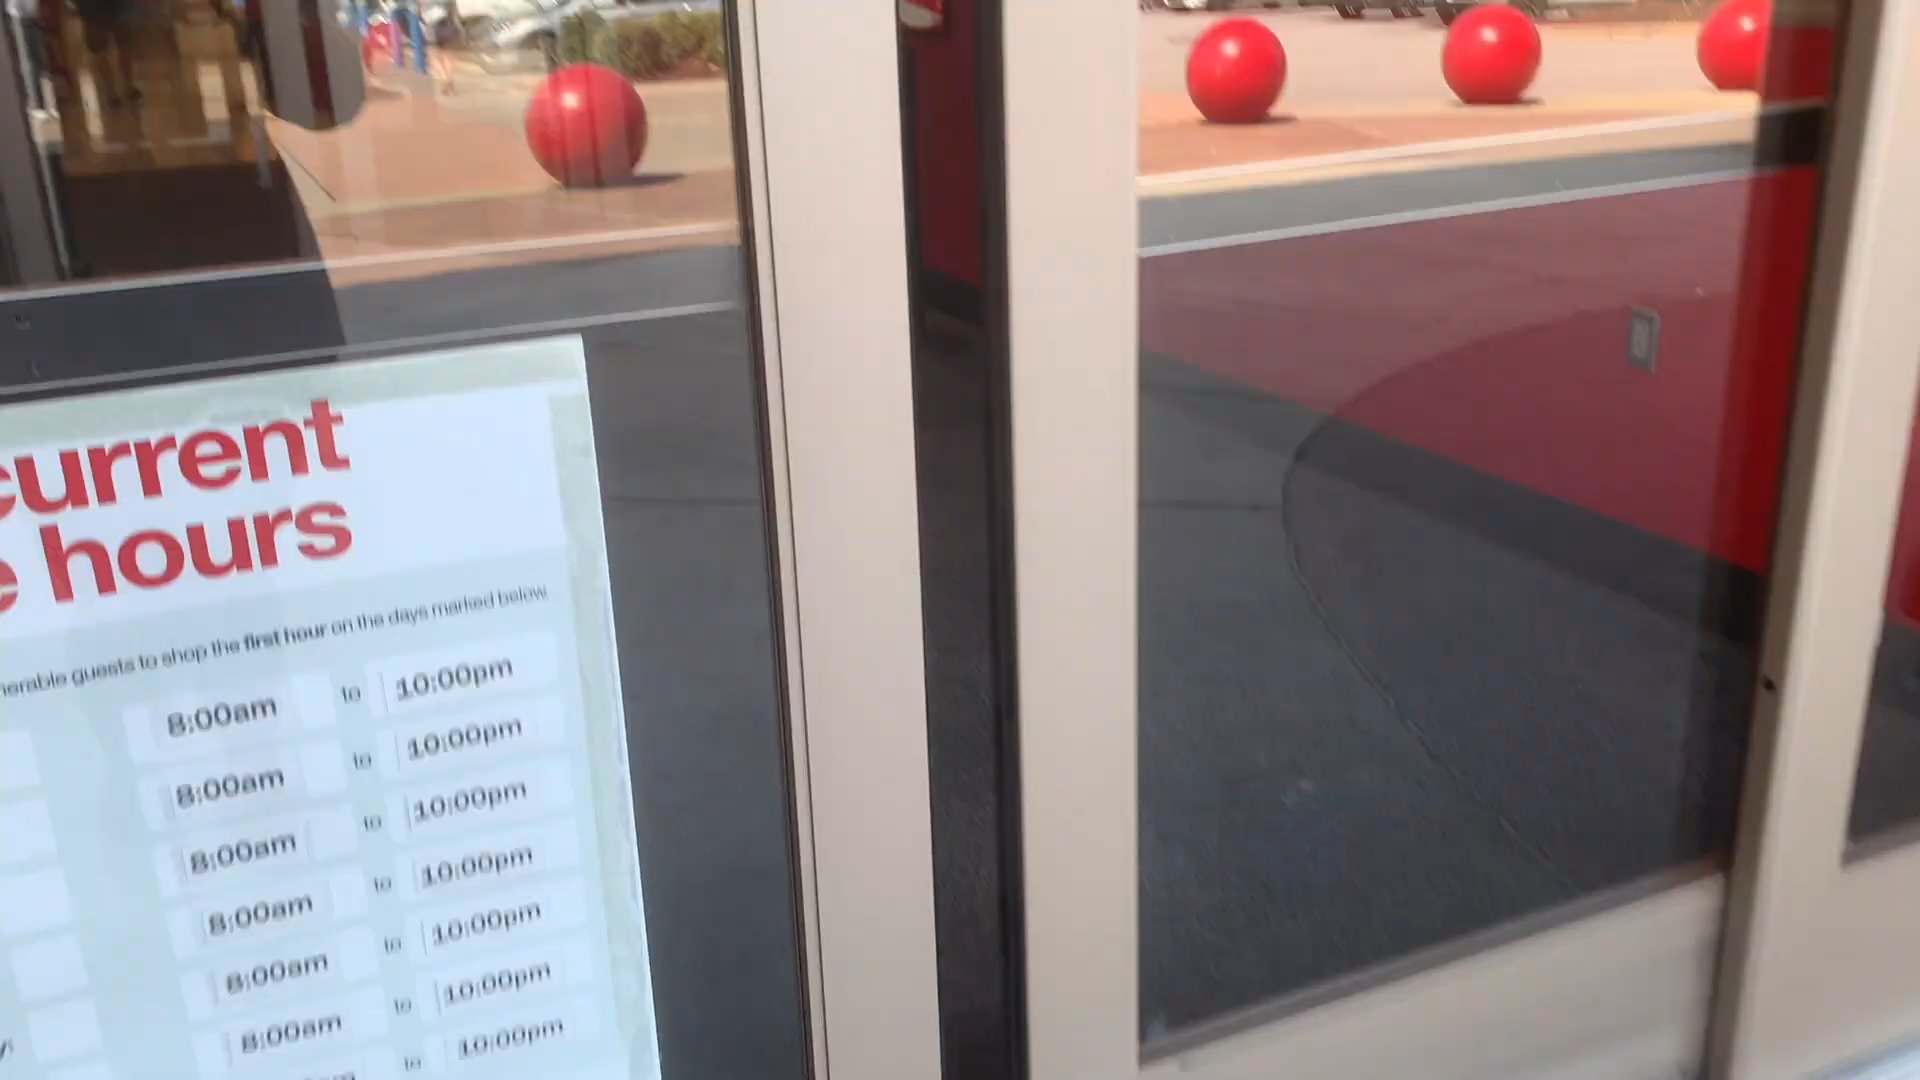 current
hours
guests to shop the first hour on the days marked below.
8:00am to 10:00pm
8:00am to 10:00pm
8:00am to 10:00pm
8:00am to 10:00pm
8:00am to 10:00pm
8:00am to 10:00pm
to 10:00pm